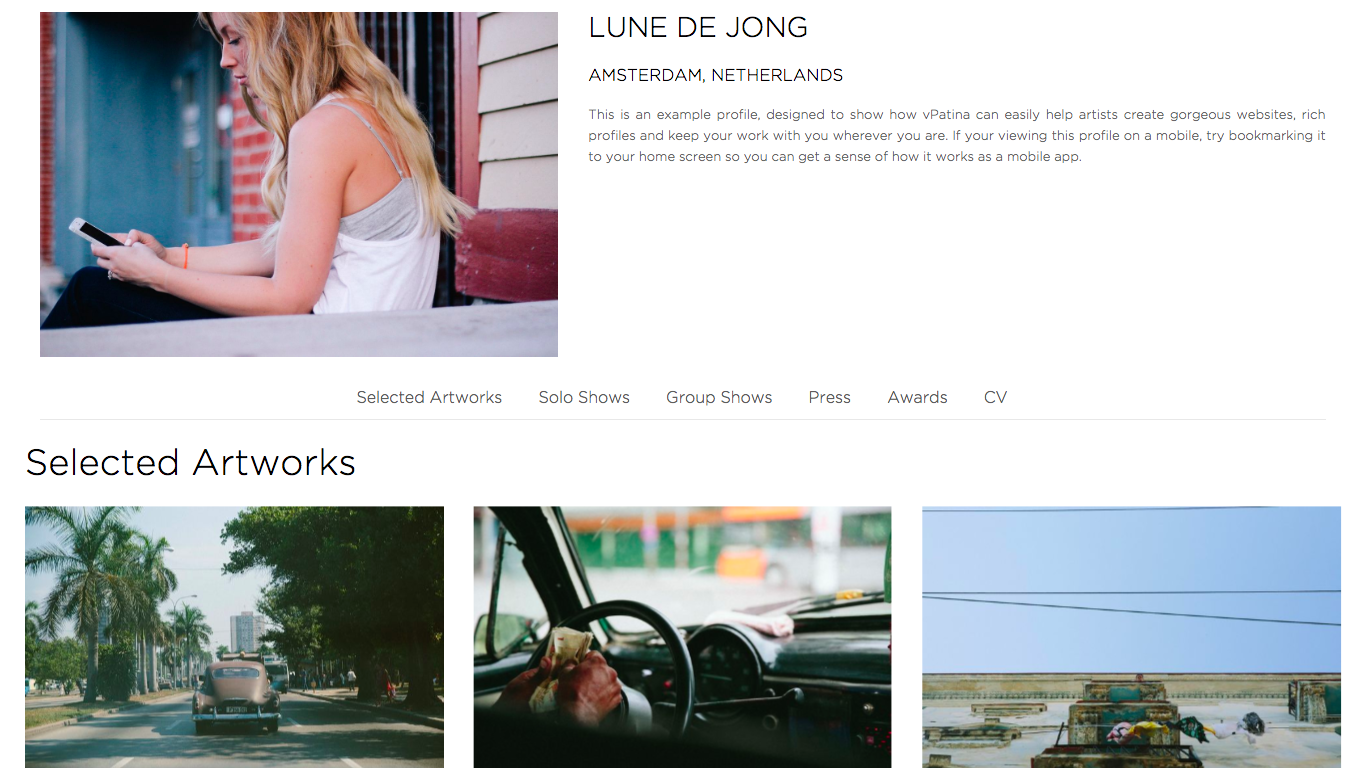 LUNE DE JONG
AMSTERDAM, NETHERLANDS
This is an example profile, designed to show how vPatina can easily help artists create gorgeous websites, rich
profiles and keep your work with you wherever you are. If your viewing this profile on a mobile, try bookmarking it
to your home screen so you can get a sense of how it works as a mobile app.
Selected Artworks Solo Shows Group Shows Press Awards CV
Selected Artworks